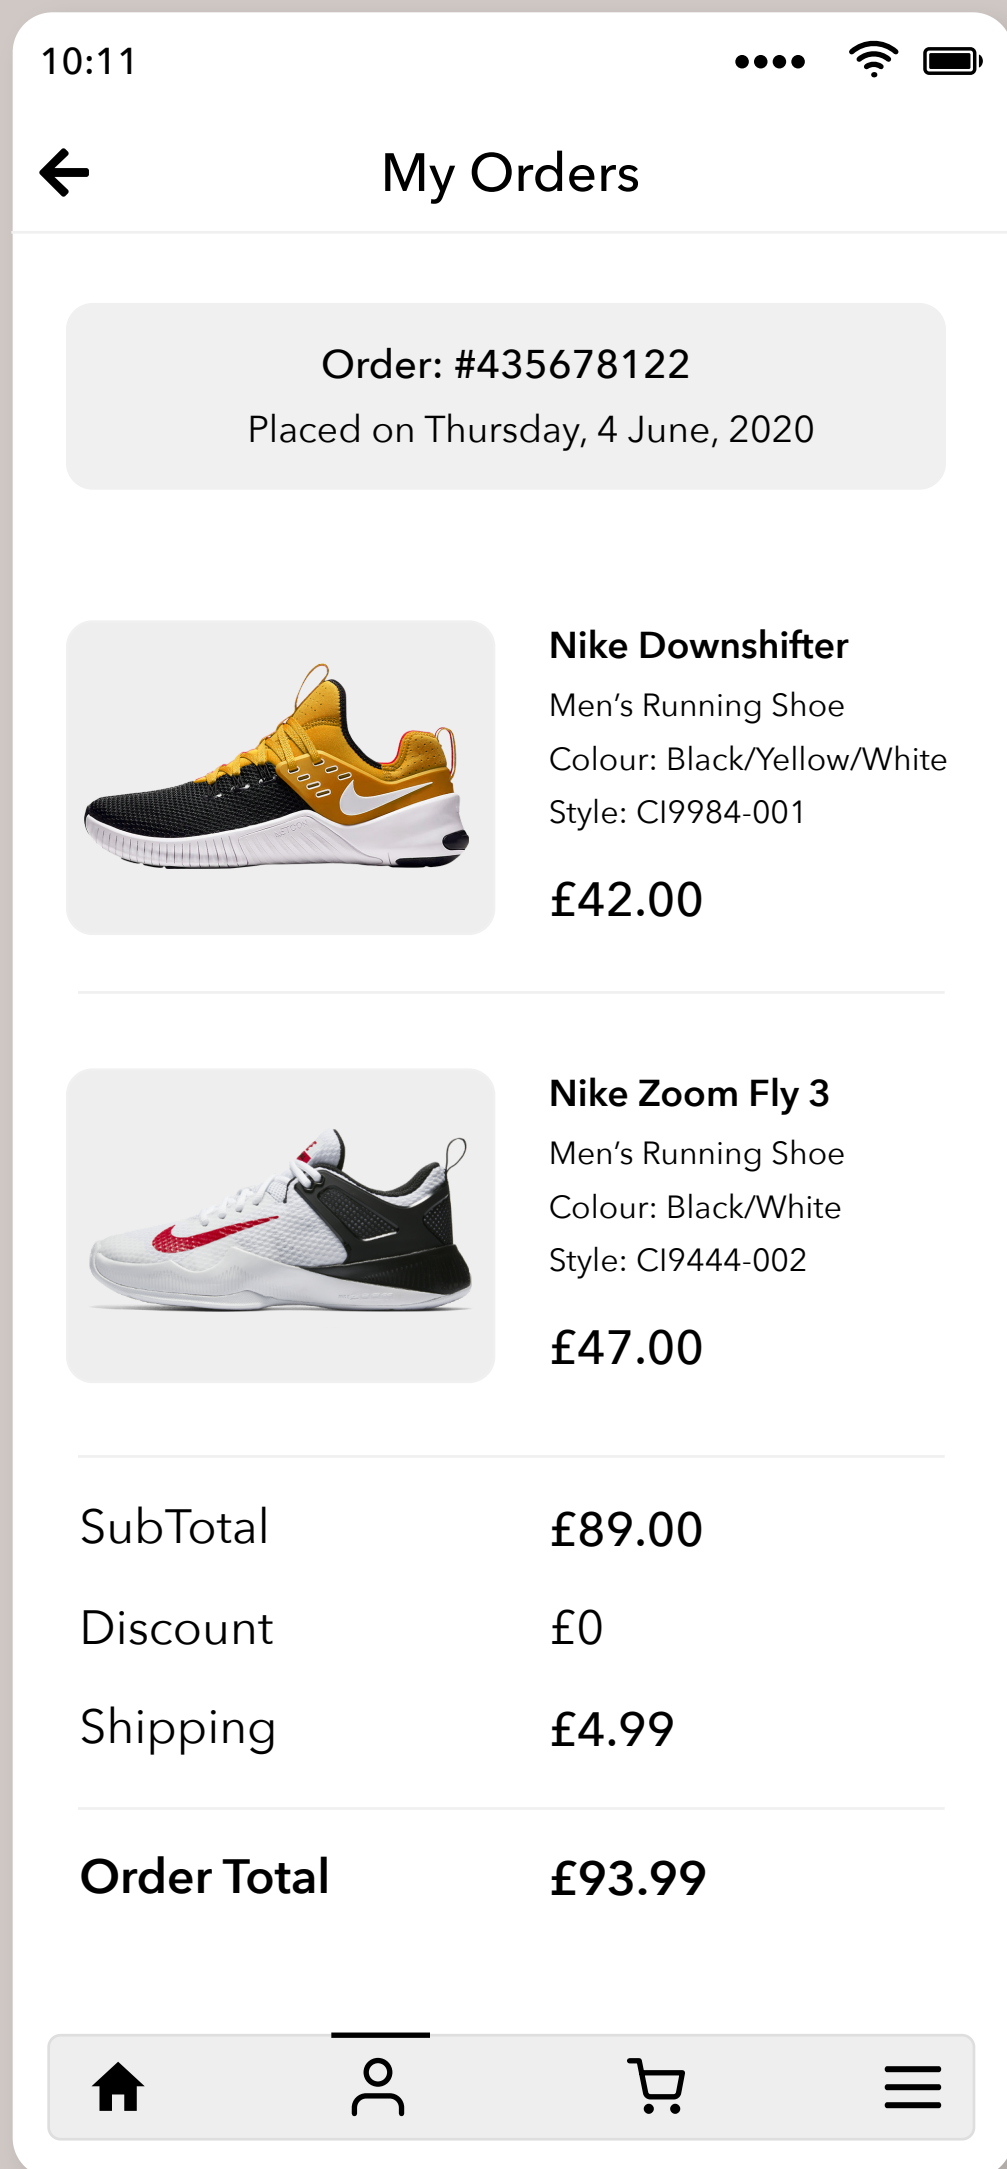 10:11
My Orders
Order: #435678122
Placed on Thursday, 4 June, 2020
Nike Downshifter
Men’s Running Shoe
Colour: Black/Yellow/White
Style: CI9984-001
£42.00
Nike Zoom Fly 3
Men’s Running Shoe
Colour: Black/White
Style: CI9444-002
£47.00
SubTotal £89.00
Discount £0
Shipping £4.99
Order Total £93.99